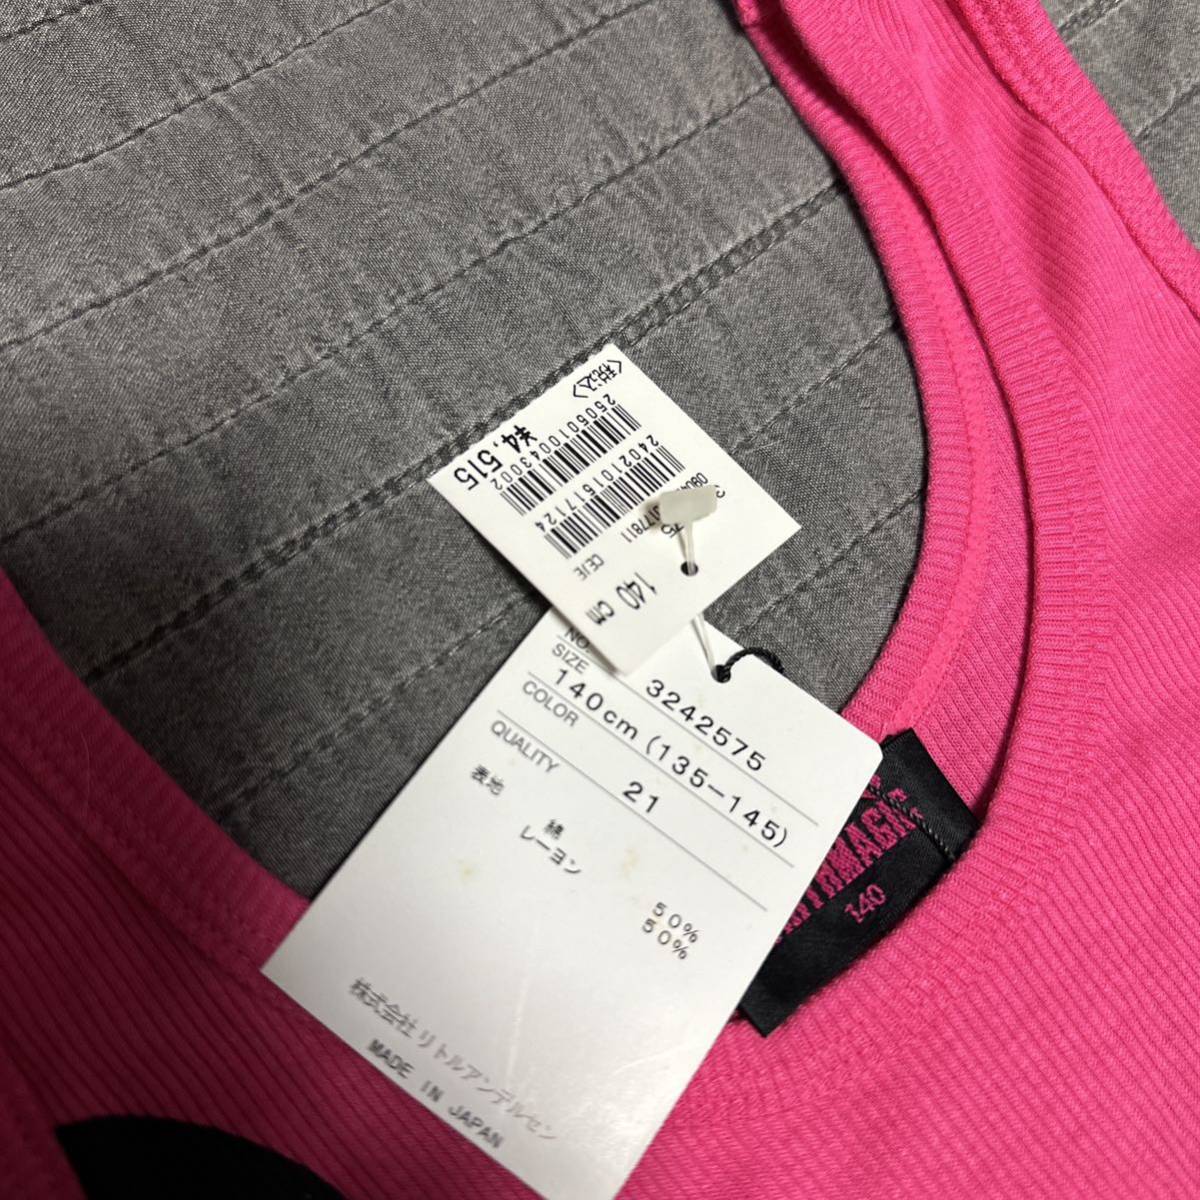 (税込)
¥4,515
2505010043002
2402101617124
CE/E
140 cm
NO. 3242575
SIZE 140cm (135-145)
COLOR 21
QUALITY
表地
綿 50%
レーヨン 50%
株式会社リトルアンデルセン
MADE IN JAPAN
140